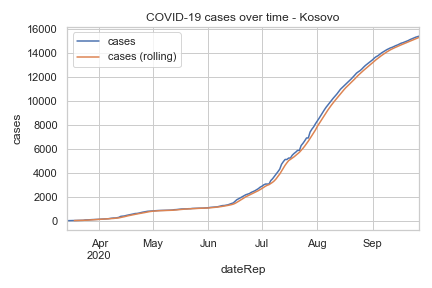 COVID-19 cases over time - Kosovo
cases
cases (rolling)
16000
14000
12000
10000
8000
6000
4000
2000
0
cases
Apr
2020
May
Jun
Jul
Aug
Sep
dateRep